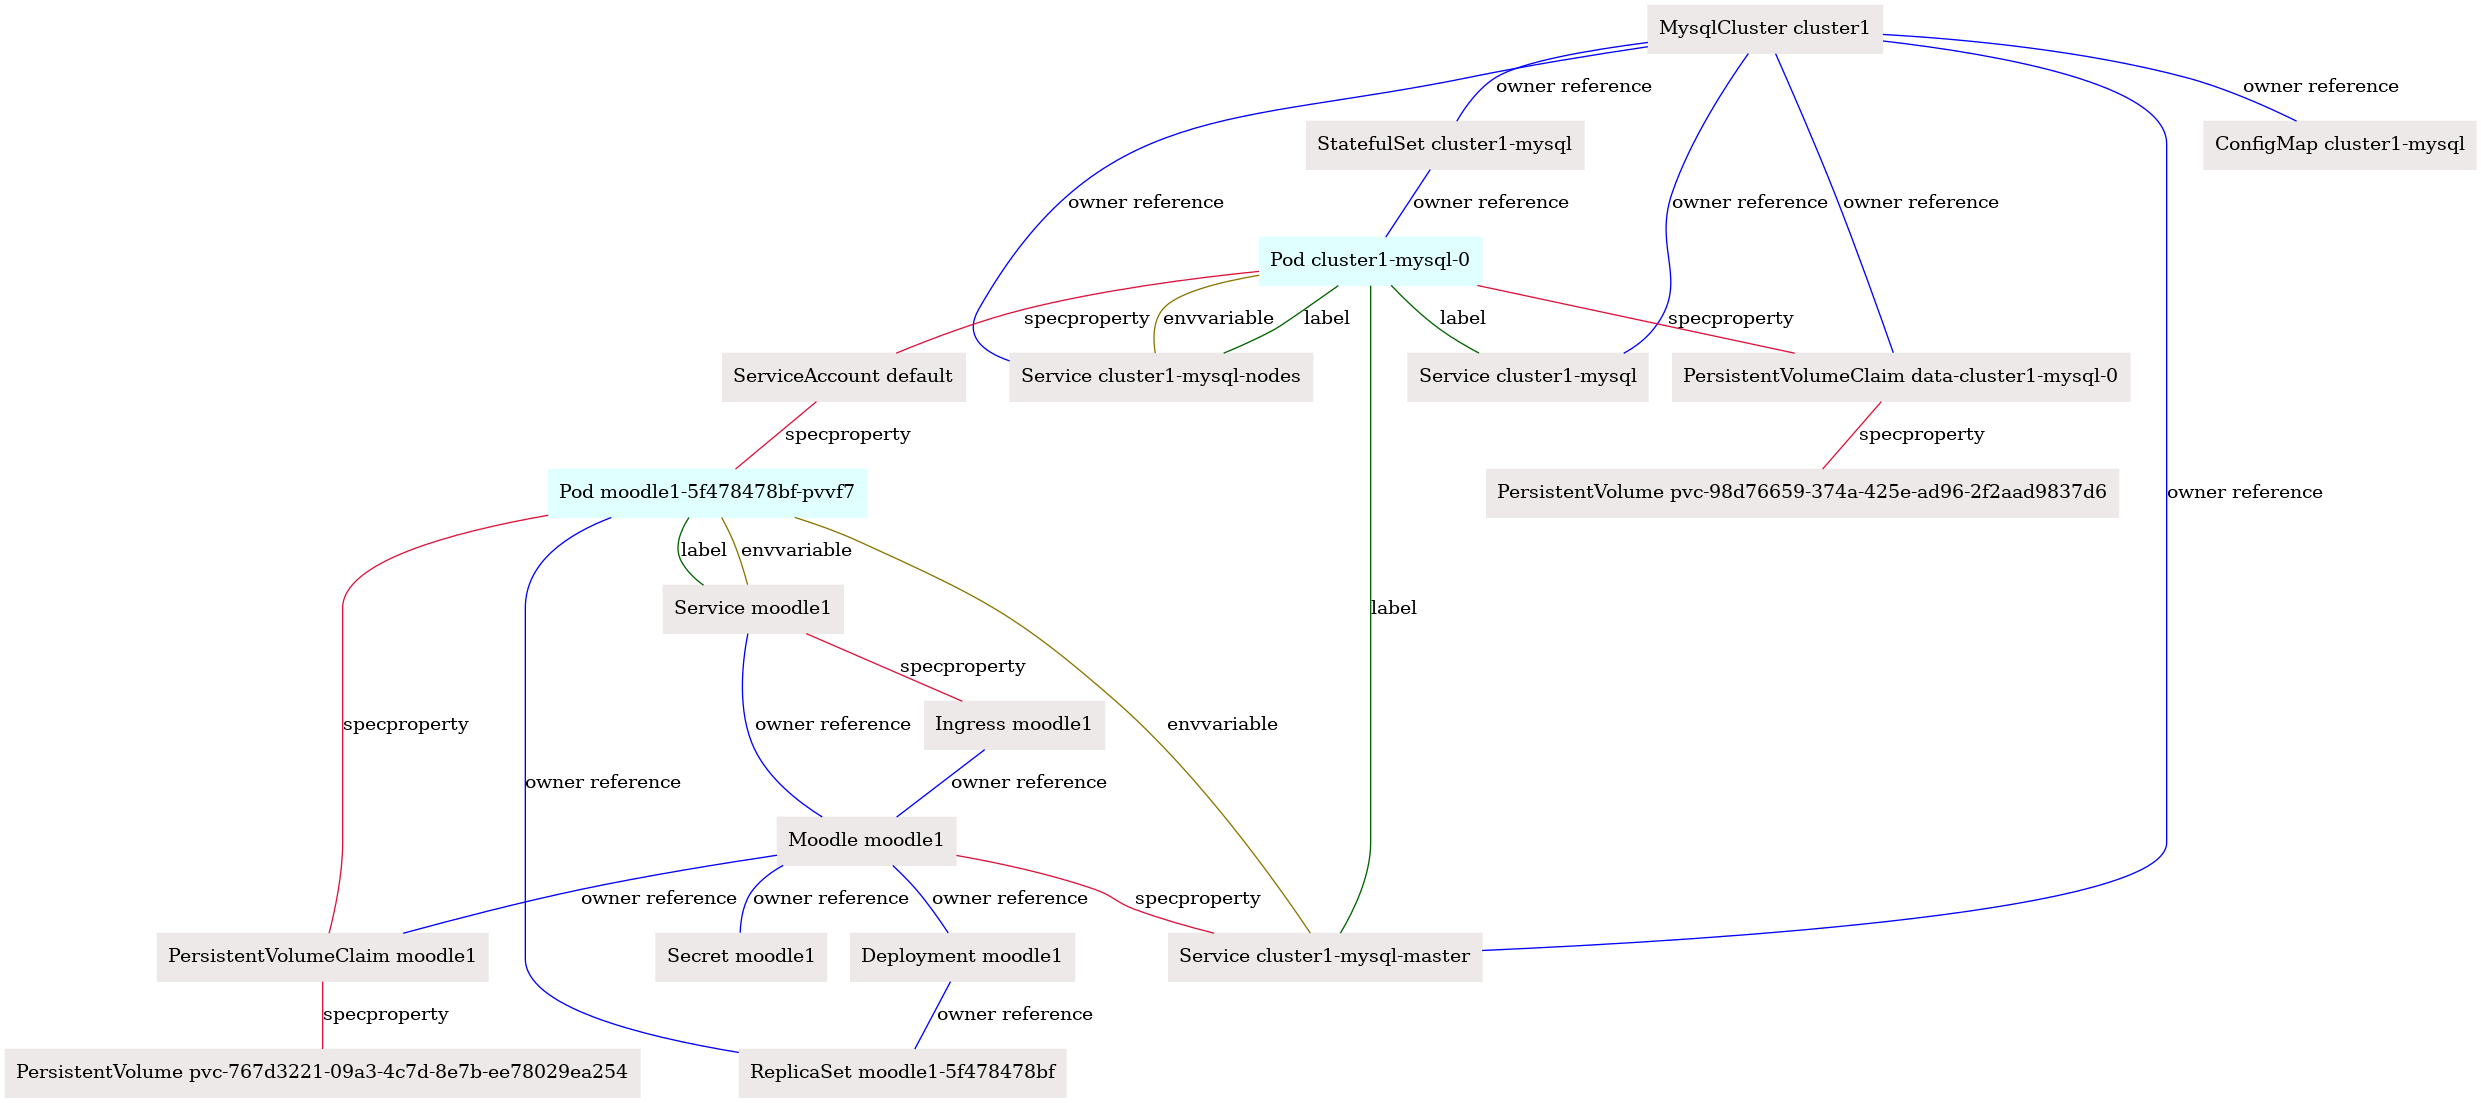 MysqlCluster cluster1
owner reference
owner reference
StatefulSet cluster1-mysql
ConfigMap cluster1-mysql
owner reference
owner reference
owner reference
owner reference
Pod cluster1-mysql-0
specproperty
envvariable
label
label
specproperty
ServiceAccount default
Service cluster1-mysql-nodes
Service cluster1-mysql
PersistentVolumeClaim data-cluster1-mysql-0
specproperty
specproperty
Pod moodle1-5f478478bf-pvvf7
PersistentVolume pvc-98d76659-374a-425e-ad96-2f2aad9837d6
owner reference
label
envvariable
Service moodle1
label
specproperty
specproperty
owner reference
Ingress moodle1
envvariable
owner reference
owner reference
Moodle moodle1
owner reference
owner reference
owner reference
specproperty
PersistentVolumeClaim moodle1
Secret moodle1
Deployment moodle1
Service cluster1-mysql-master
specproperty
owner reference
PersistentVolume pvc-767d3221-09a3-4c7d-8e7b-ee78029ea254
ReplicaSet moodle1-5f478478bf